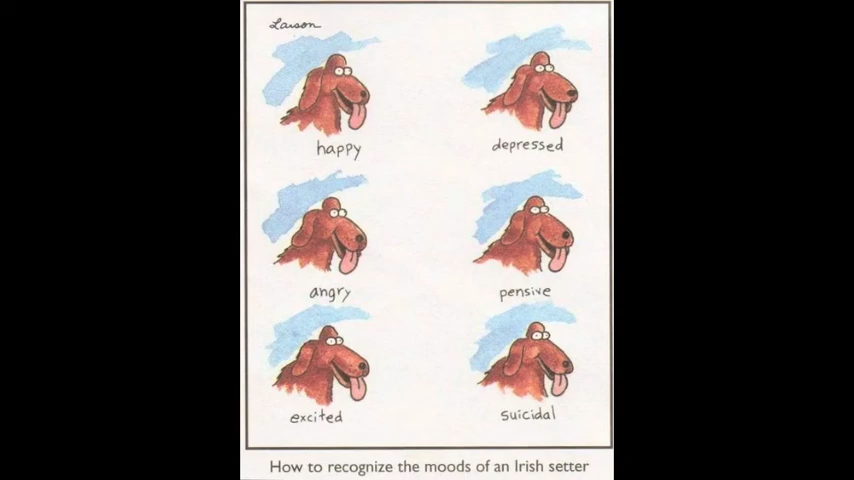 Larson
happy
depressed
angry
pensive
excited
suicidal
How to recognize the moods of an Irish setter